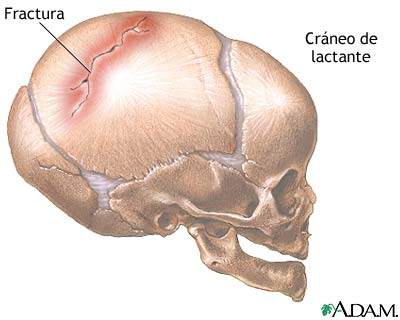 Fractura
Cráneo de
lactante
A.D.A.M.